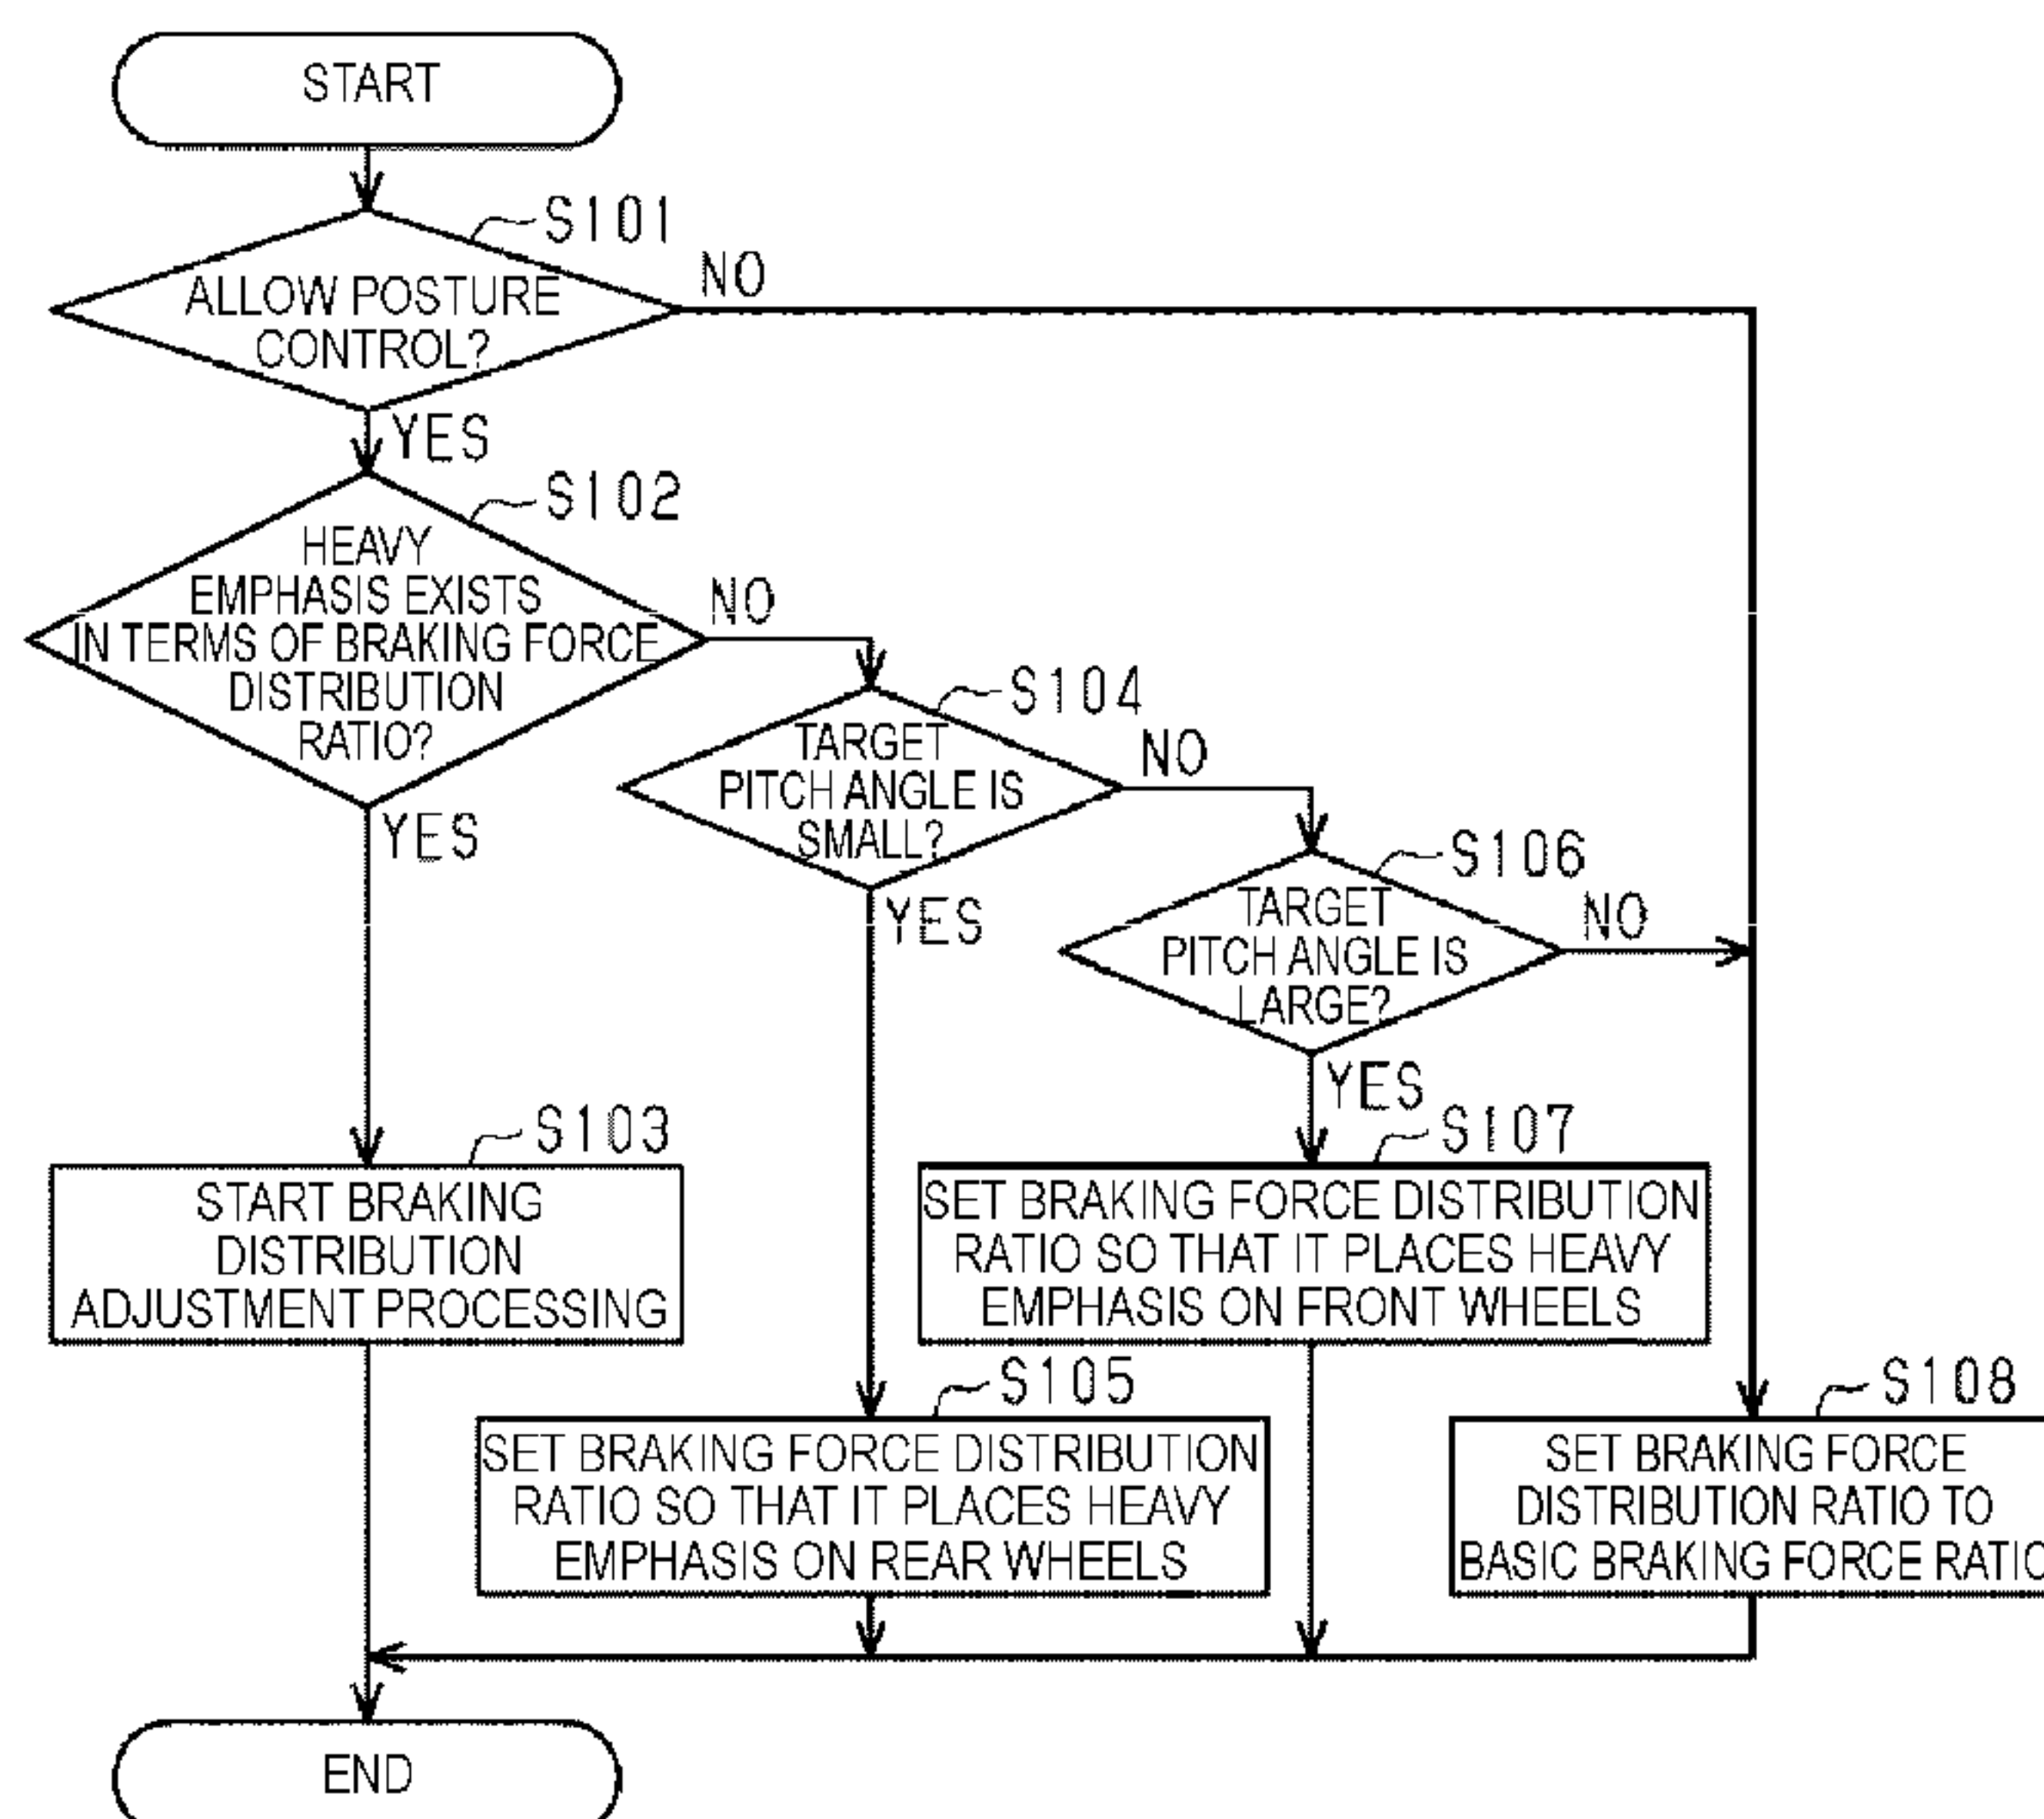 START
S101
ALLOW POSTURE
CONTROL?
NO
YES
S102
HEAVY
EMPHASIS EXISTS
IN TERMS OF BRAKING FORCE
DISTRIBUTION
RATIO?
NO
YES
S104
TARGET
PITCH ANGLE IS
SMALL?
NO
YES
S106
TARGET
PITCH ANGLE IS
LARGE?
NO
YES
S103
START BRAKING
DISTRIBUTION
ADJUSTMENT PROCESSING
S107
SET BRAKING FORCE DISTRIBUTION
RATIO SO THAT IT PLACES HEAVY
EMPHASIS ON FRONT WHEELS
S105
SET BRAKING FORCE DISTRIBUTION
RATIO SO THAT IT PLACES HEAVY
EMPHASIS ON REAR WHEELS
S108
SET BRAKING FORCE
DISTRIBUTION RATIO TO
BASIC BRAKING FORCE RATIO
END